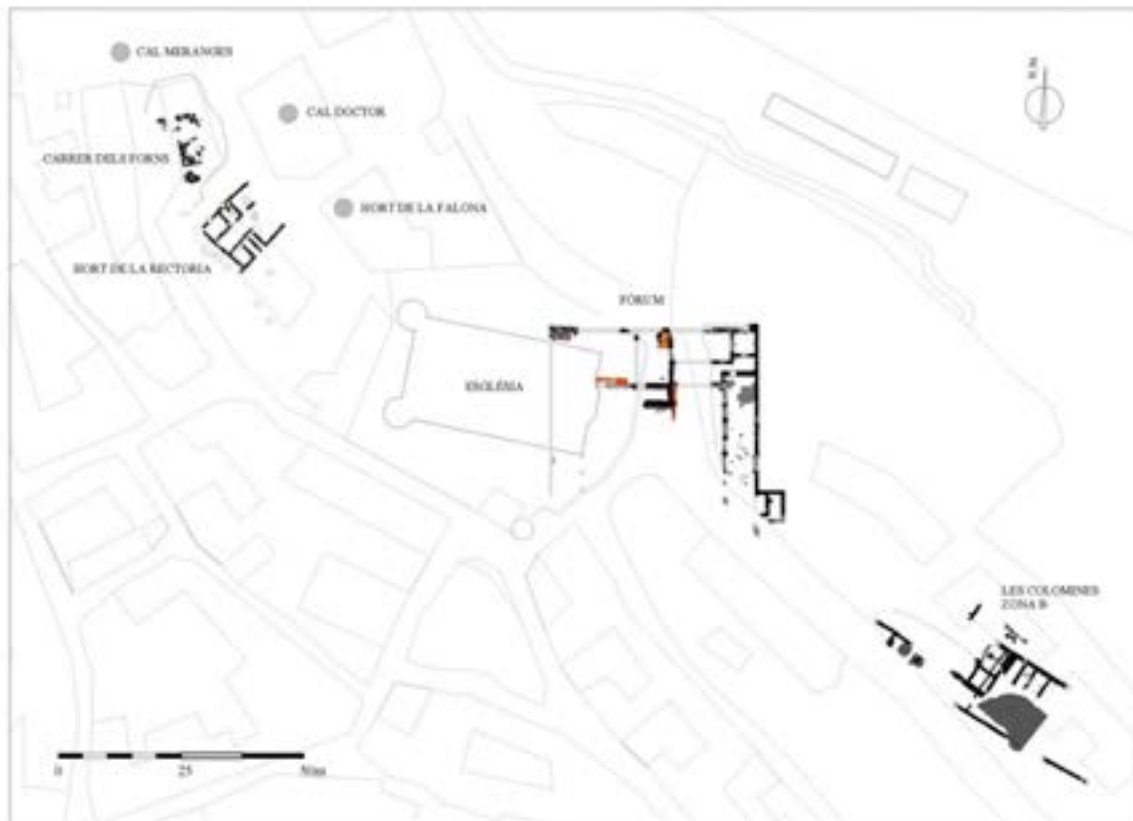 CAL MERANGES
CAL DOCTOR
CARRER DELS FORNS
HORT DE LA FALONA
HORT DE LA RECTORIA
FÒRUM
ESGLÉSIA
LES COLOMINES
ZONA B
0 25 50m